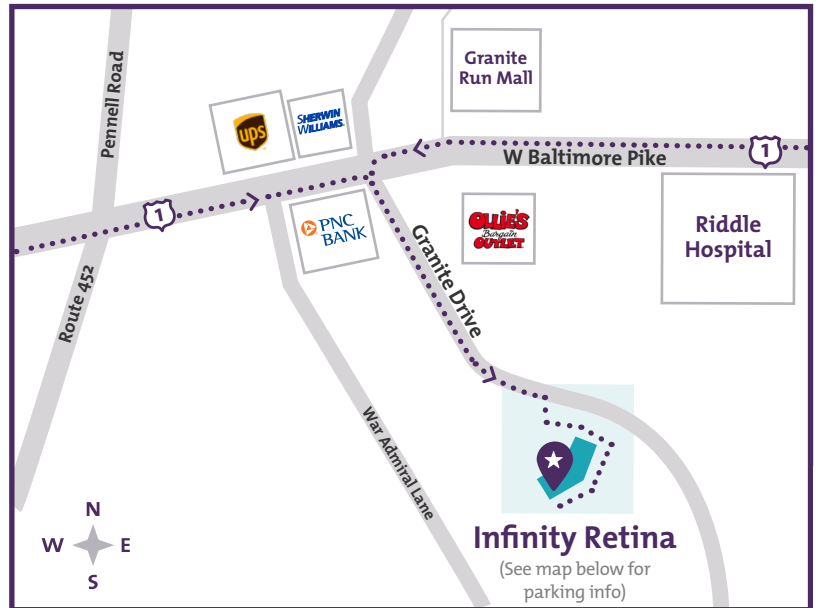 Pennell Road
Granite
Run Mall
ups
SHERWIN
WILLIAMS.
1
W Baltimore Pike
1
PNC
BANK
OLLIE'S
Bargain
OUTLET
Riddle
Hospital
Granite Drive
Route 452
War Admiral Lane
N
W E
S
Infinity Retina
(See map below for
parking info)